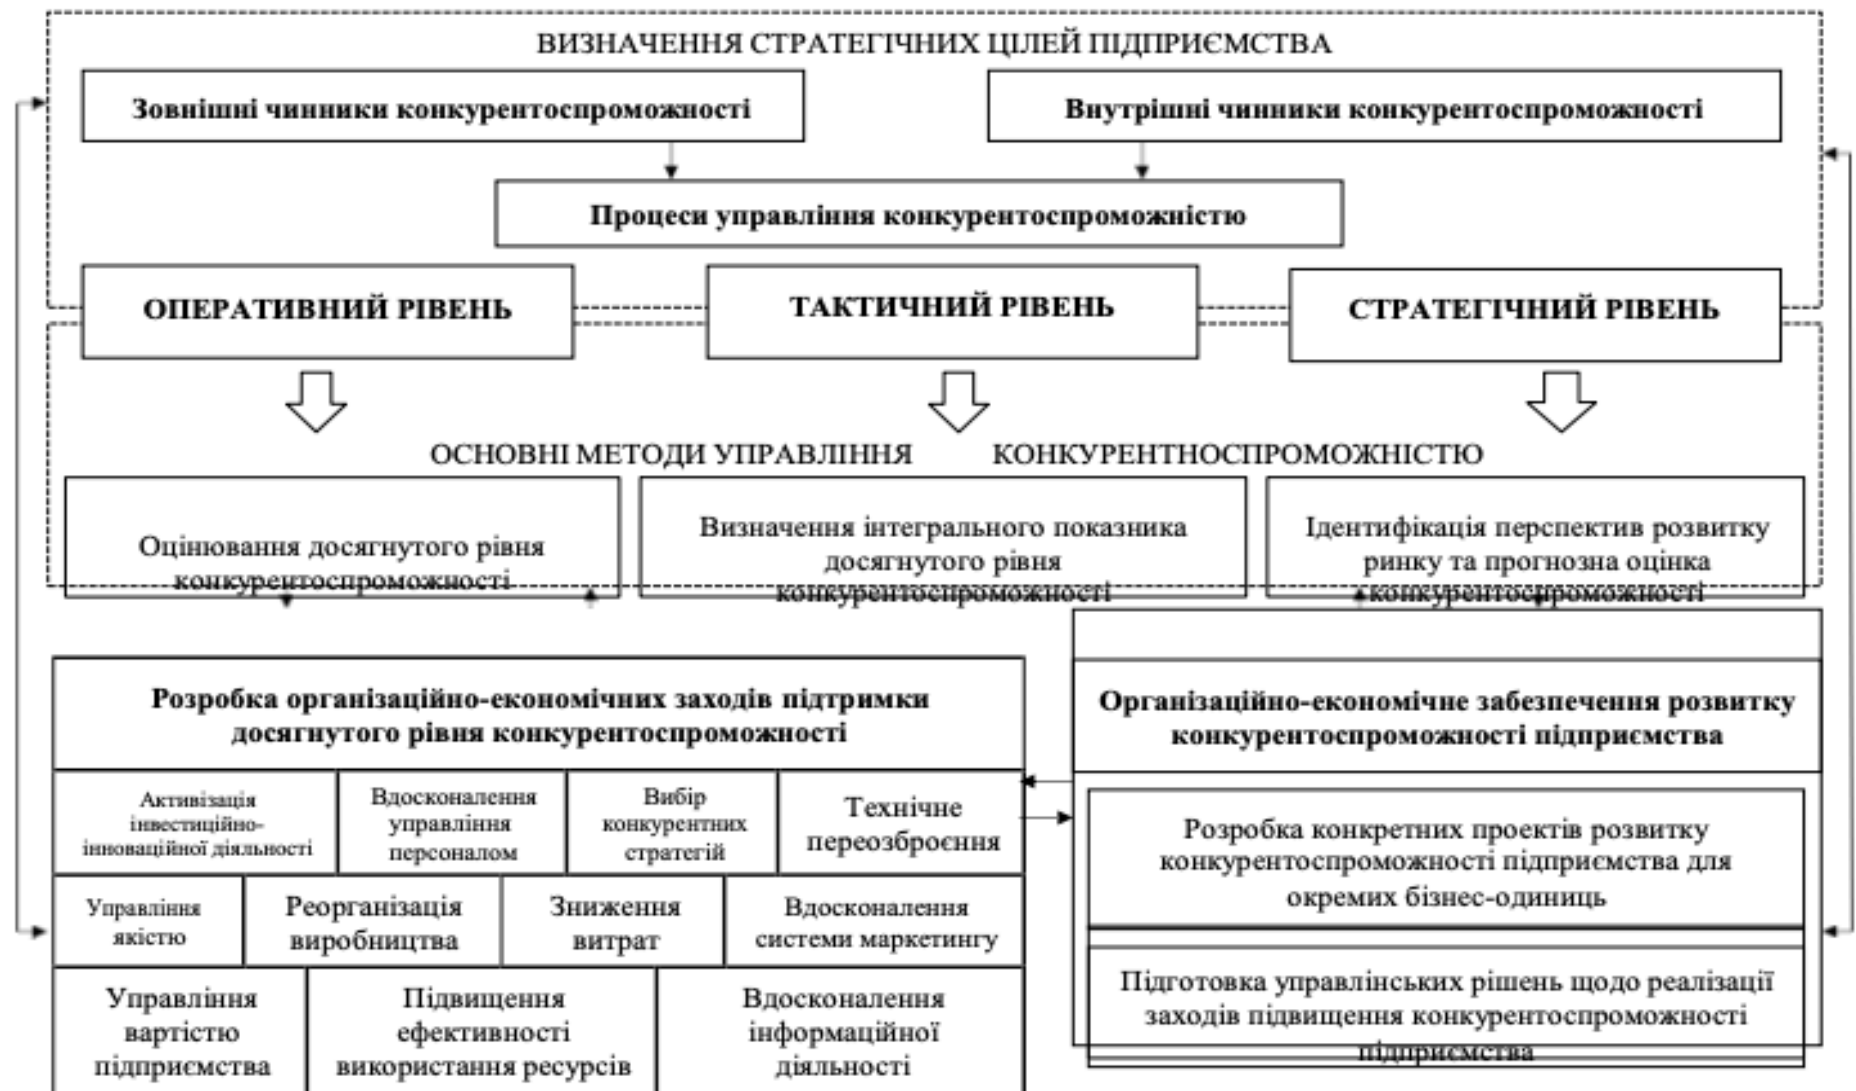 ВИЗНАЧЕННЯ СТРАТЕГІЧНИХ ЦІЛЕЙ ПІДПРИЄМСТВА
Зовнішні чинники конкурентоспроможності
Внутрішні чинники конкурентоспроможності
Процеси управління конкурентоспроможністю
ОПЕРАТИВНИЙ РІВЕНЬ
ТАКТИЧНИЙ РІВЕНЬ
СТРАТЕГІЧНИЙ РІВЕНЬ
ОСНОВНІ МЕТОДИ УПРАВЛІННЯ КОНКУРЕНТНОСПРОМОЖНІСТЮ
Оцінювання досягнутого рівня
конкурентоспроможності
Визначення інтегрального показника
досягнутого рівня
конкурентоспроможності
Ідентифікація перспектив розвитку
ринку та прогнозна оцінка
конкурентоспроможності
Розробка організаційно-економічних заходів підтримки
досягнутого рівня конкурентоспроможності
Активізація
інвестиційно-
інноваційної діяльності
Вдосконалення
управління
персоналом
Вибір
конкурентних
стратегій
Технічне
переозброєння
Управління
якістю
Реорганізація
виробництва
Зниження
витрат
Вдосконалення
системи маркетингу
Управління
вартістю
підприємства
Підвищення
ефективності
використання ресурсів
Вдосконалення
інформаційної
діяльності
Організаційно-економічне забезпечення розвитку
конкурентоспроможності підприємства
Розробка конкретних проектів розвитку
конкурентоспроможності підприємства для
окремих бізнес-одиниць
Підготовка управлінських рішень щодо реалізації
заходів підвищення конкурентоспроможності
підприємства